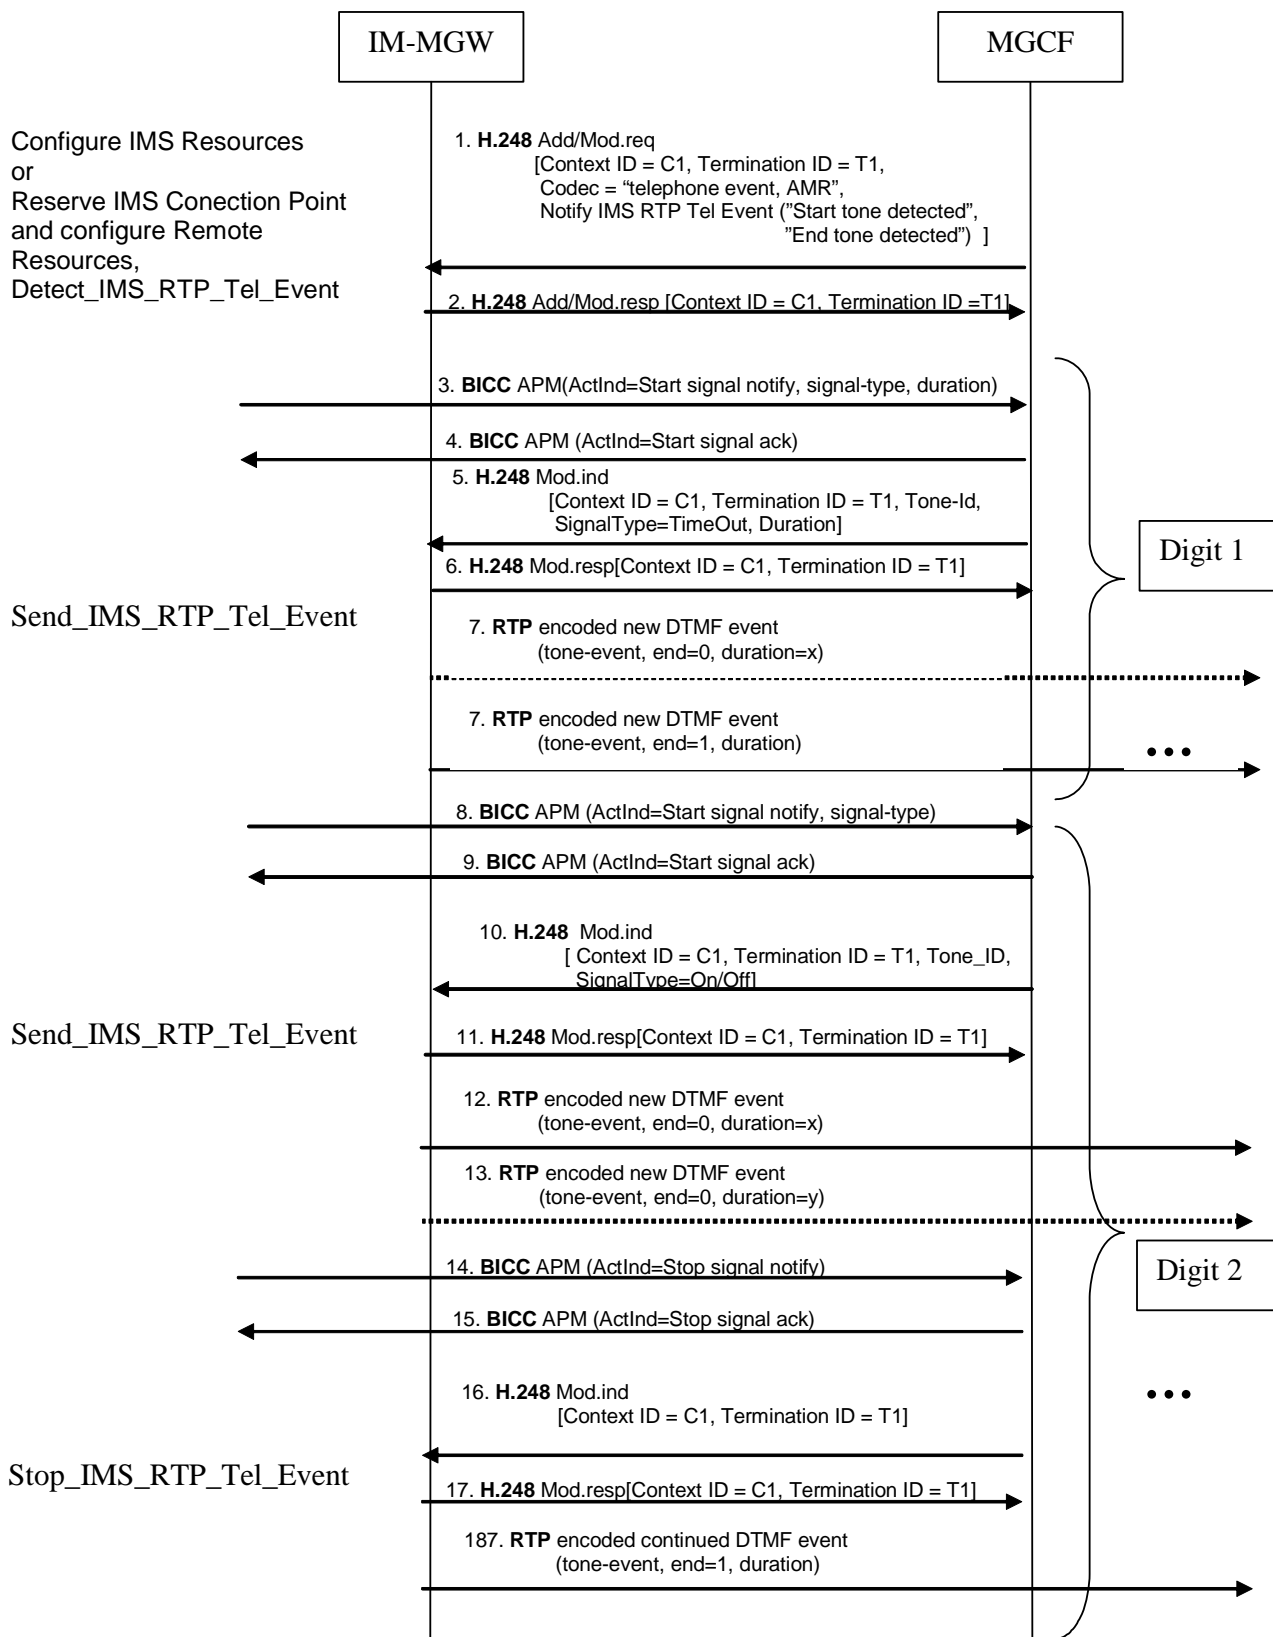 IM-MGW
MGCF
Configure IMS Resources
or
Reserve IMS Conection Point
and configure Remote
Resources,
Detect_IMS_RTP_Tel_Event
1. H.248 Add/Mod.req
[Context ID = C1, Termination ID = T1,
Codec = “telephone event, AMR”,
Notify IMS RTP Tel Event (”Start tone detected”,
”End tone detected”) ]
2. H.248 Add/Mod.resp [Context ID = C1, Termination ID =T1]
3. BICC APM(ActInd=Start signal notify, signal-type, duration)
4. BICC APM (ActInd=Start signal ack)
5. H.248 Mod.ind
[Context ID = C1, Termination ID = T1, Tone-Id,
SignalType=TimeOut, Duration]
Digit 1
6. H.248 Mod.resp[Context ID = C1, Termination ID = T1]
Send_IMS_RTP_Tel_Event
7. RTP encoded new DTMF event
(tone-event, end=0, duration=x)
7. RTP encoded new DTMF event
(tone-event, end=1, duration)
...
8. BICC APM (ActInd=Start signal notify, signal-type)
9. BICC APM (ActInd=Start signal ack)
10. H.248 Mod.ind
[ Context ID = C1, Termination ID = T1, Tone_ID,
SignalType=On/Off]
Send_IMS_RTP_Tel_Event
11. H.248 Mod.resp[Context ID = C1, Termination ID = T1]
12. RTP encoded new DTMF event
(tone-event, end=0, duration=x)
13. RTP encoded new DTMF event
(tone-event, end=0, duration=y)
14. BICC APM (ActInd=Stop signal notify)
Digit 2
15. BICC APM (ActInd=Stop signal ack)
16. H.248 Mod.ind
[Context ID = C1, Termination ID = T1]
...
Stop_IMS_RTP_Tel_Event
17. H.248 Mod.resp[Context ID = C1, Termination ID = T1]
187. RTP encoded continued DTMF event
(tone-event, end=1, duration)